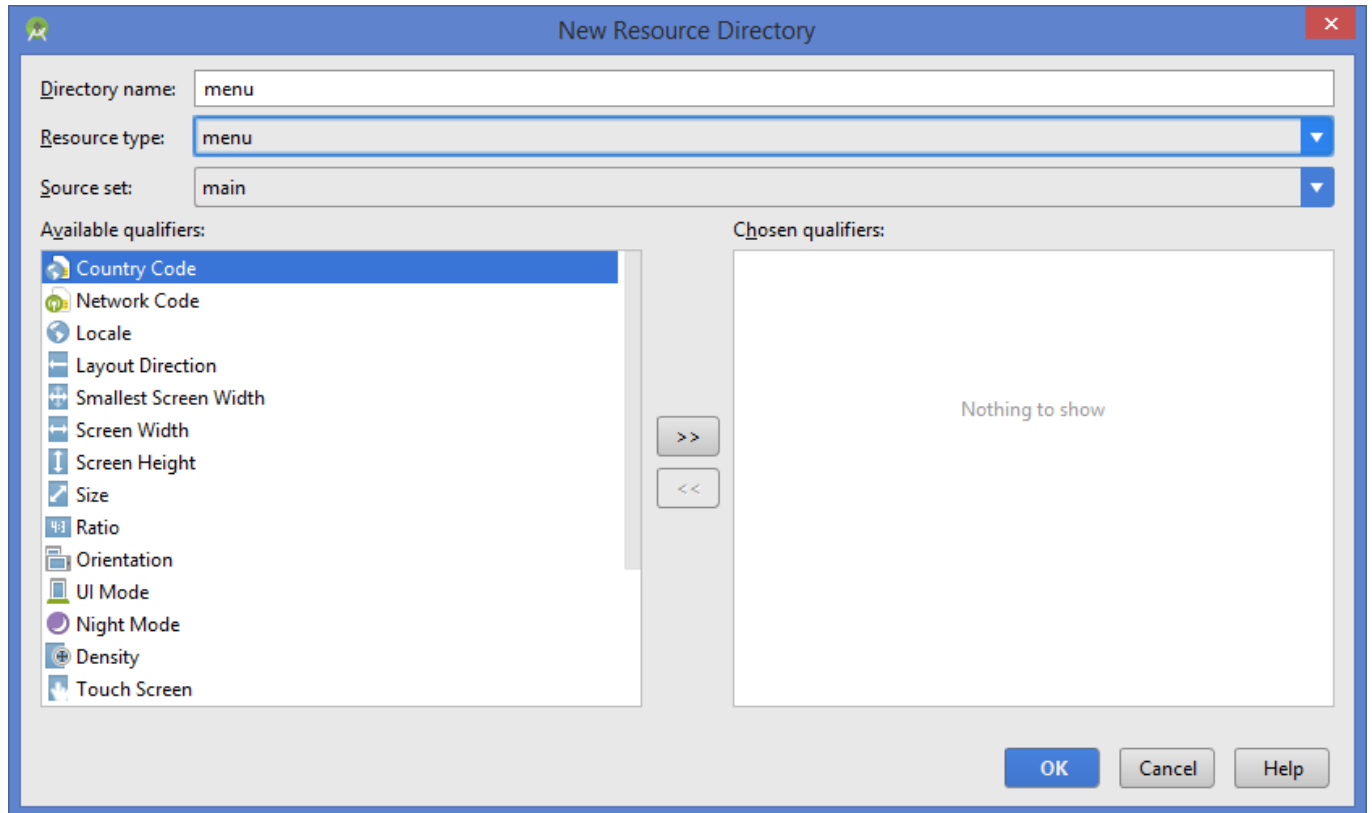 New Resource Directory
Directory name: menu
Resource type: menu
Source set: main
Available qualifiers:
Country Code
Network Code
Locale
Layout Direction
Smallest Screen Width
Screen Width
Screen Height
Size
4:3 Ratio
Orientation
UI Mode
Night Mode
Density
Touch Screen
>>
<<
Chosen qualifiers:
Nothing to show
OK Cancel Help